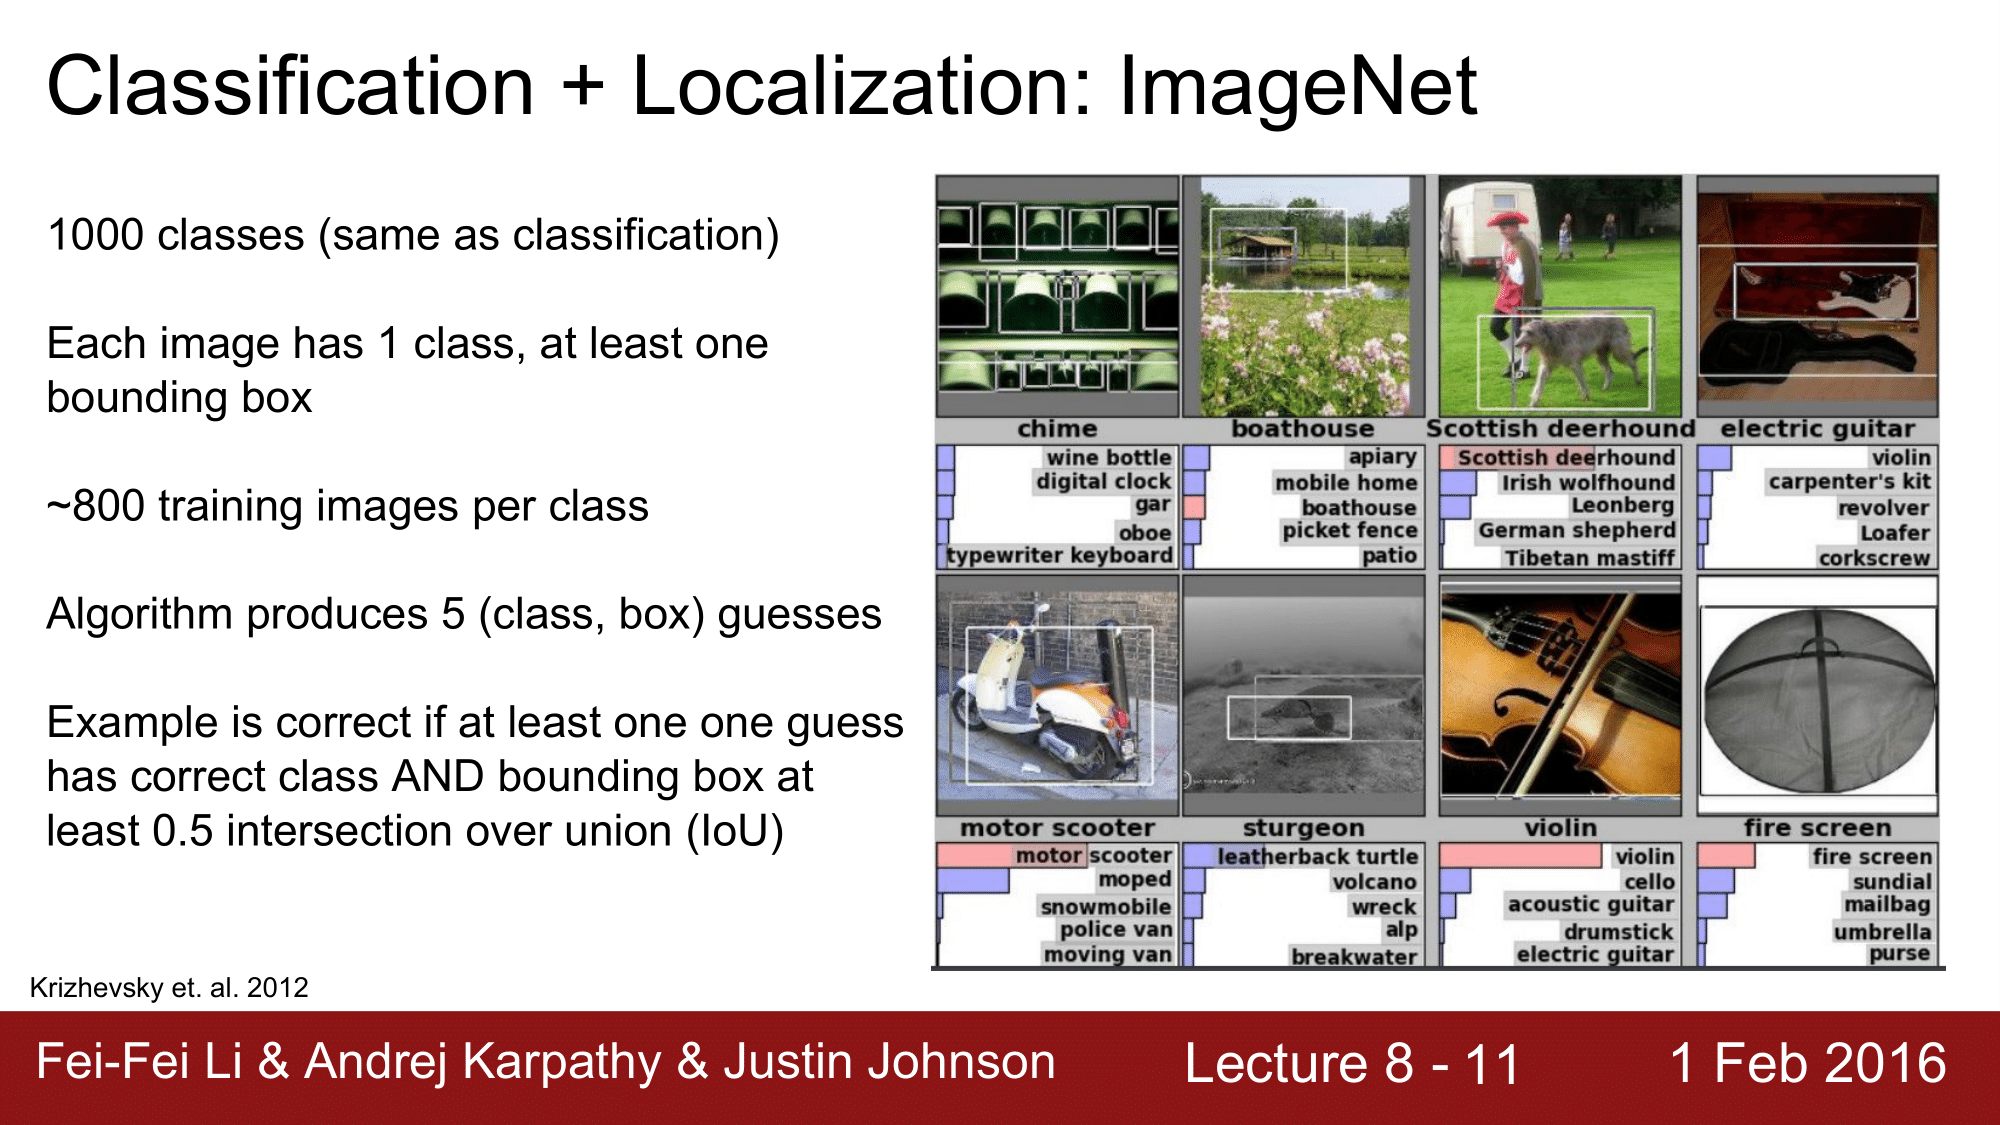 Classification + Localization: ImageNet
1000 classes (same as classification)
Each image has 1 class, at least one
bounding box
~800 training images per class
Algorithm produces 5 (class, box) guesses
Example is correct if at least one one guess
has correct class AND bounding box at
least 0.5 intersection over union (IoU)
chime
wine bottle
digital clock
gar
oboe
typewriter keyboard
boathouse
apiary
mobile home
boathouse
picket fence
patio
Scottish deerhound
Scottish deerhound
Irish wolfhound
Leonberg
German shepherd
Tibetan mastiff
electric guitar
violin
carpenter's kit
revolver
Loafer
corkscrew
motor scooter
motor scooter
moped
snowmobile
police van
moving van
sturgeon
leatherback turtle
volcano
wreck
alp
breakwater
violin
violin
cello
acoustic guitar
drumstick
electric guitar
fire screen
fire screen
sundial
mailbag
umbrella
purse
Krizhevsky et. al. 2012
Fei-Fei Li & Andrej Karpathy & Justin Johnson
Lecture 8 - 11
1 Feb 2016